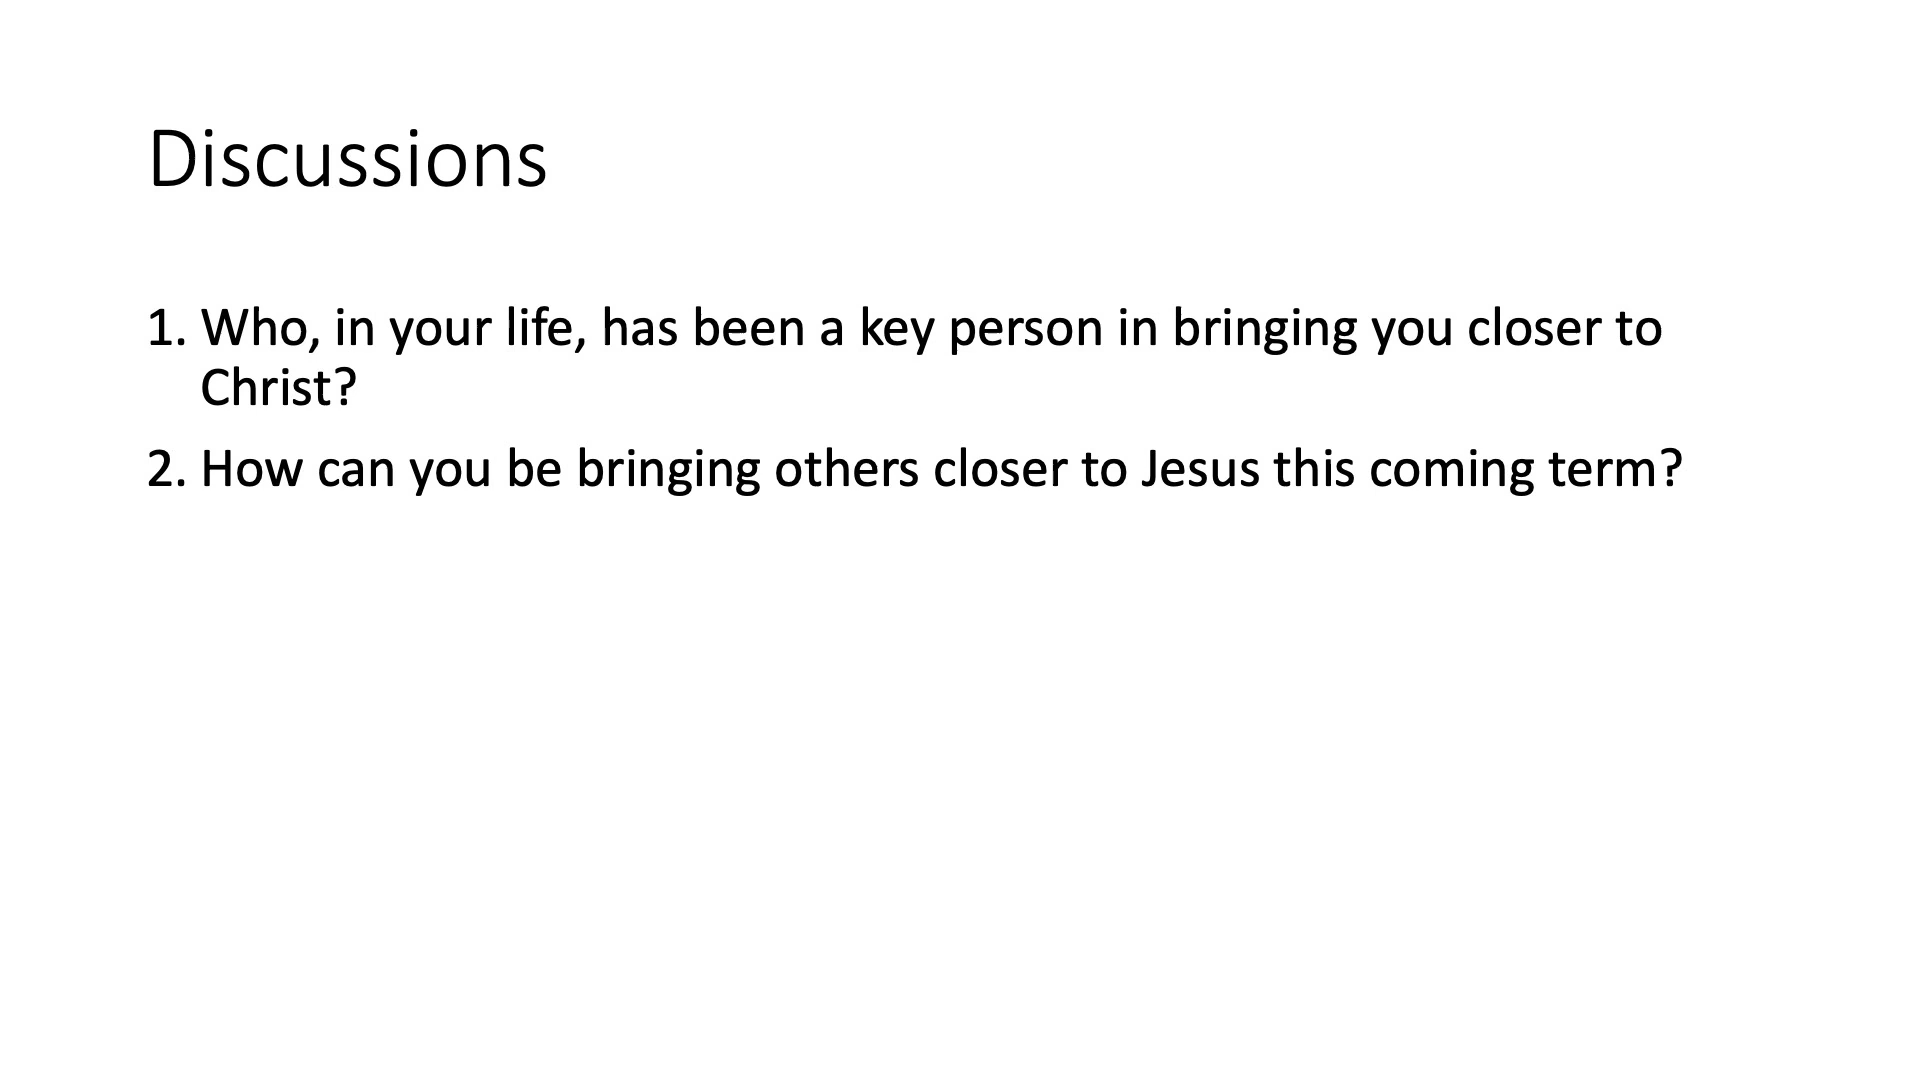 Discussions
1. Who, in your life, has been a key person in bringing you closer to
Christ?
2. How can you be bringing others closer to Jesus this coming term?